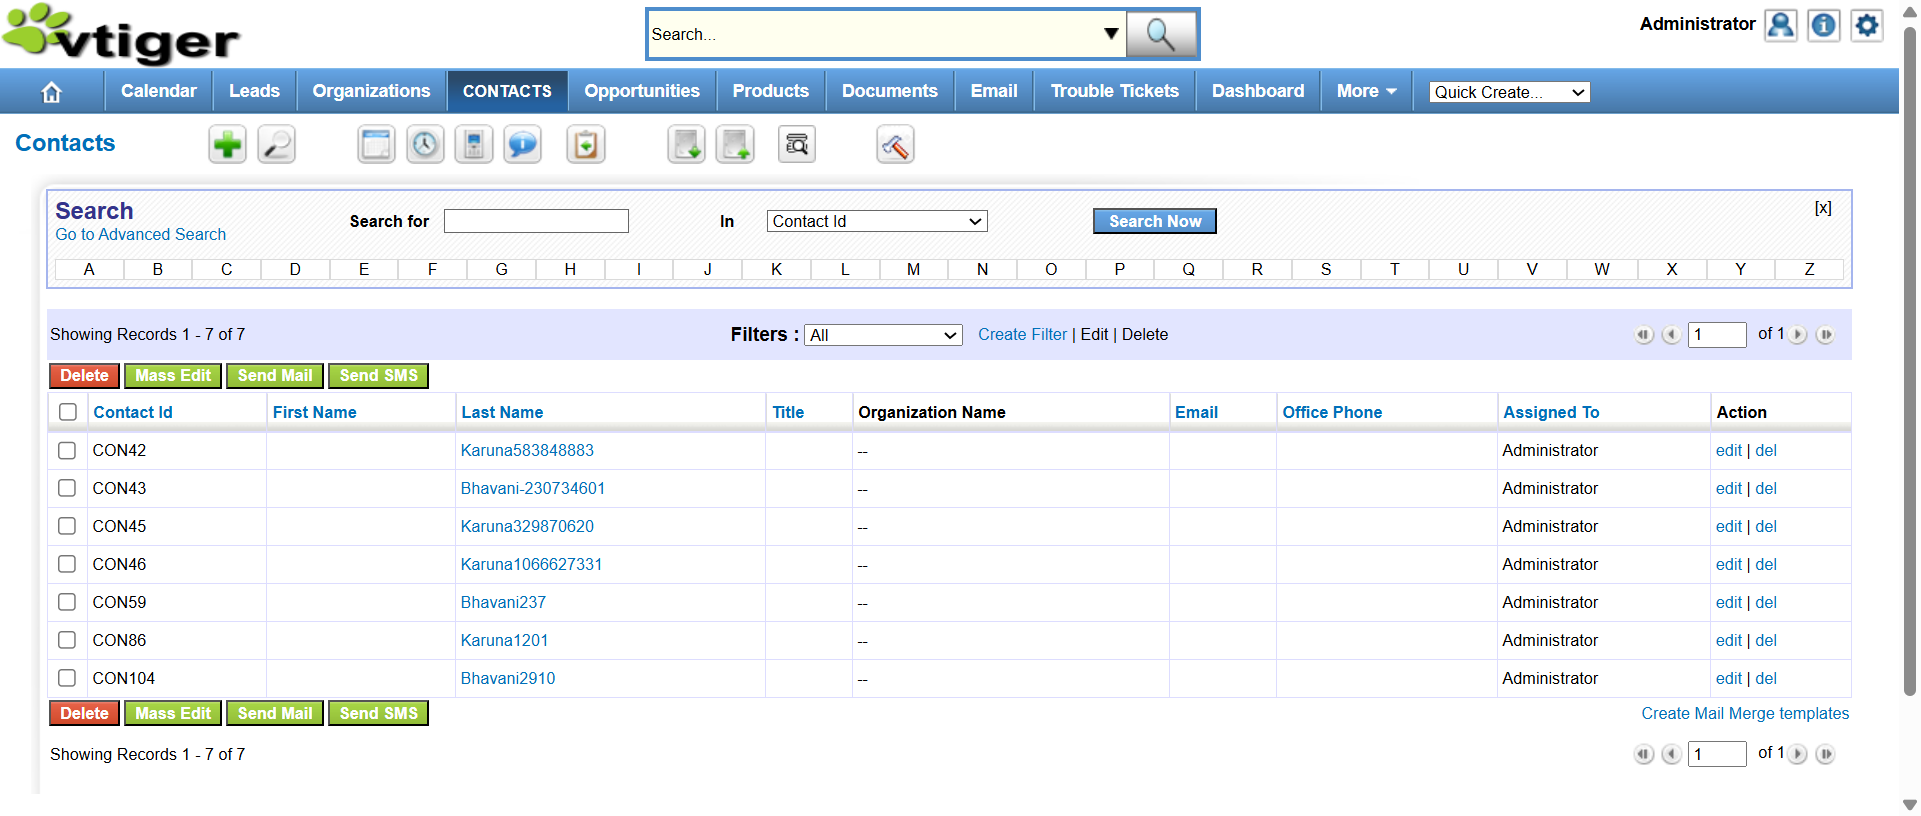 vtiger
Search...
Administrator
Calendar Leads Organizations CONTACTS Opportunities Products Documents Email Trouble Tickets Dashboard More Quick Create...
Contacts
Search
Go to Advanced Search
Search for In Contact Id Search Now [x]
A B C D E F G H I J K L M N O P Q R S T U V W X Y Z
Showing Records 1 - 7 of 7 Filters : All Create Filter | Edit | Delete 1 of 1
Delete Mass Edit Send Mail Send SMS
Contact Id First Name Last Name Title Organization Name Email Office Phone Assigned To Action
CON42 Karuna583848883 -- Administrator edit | del
CON43 Bhavani-230734601 -- Administrator edit | del
CON45 Karuna329870620 -- Administrator edit | del
CON46 Karuna1066627331 -- Administrator edit | del
CON59 Bhavani237 -- Administrator edit | del
CON86 Karuna1201 -- Administrator edit | del
CON104 Bhavani2910 -- Administrator edit | del
Delete Mass Edit Send Mail Send SMS Create Mail Merge templates
Showing Records 1 - 7 of 7 1 of 1